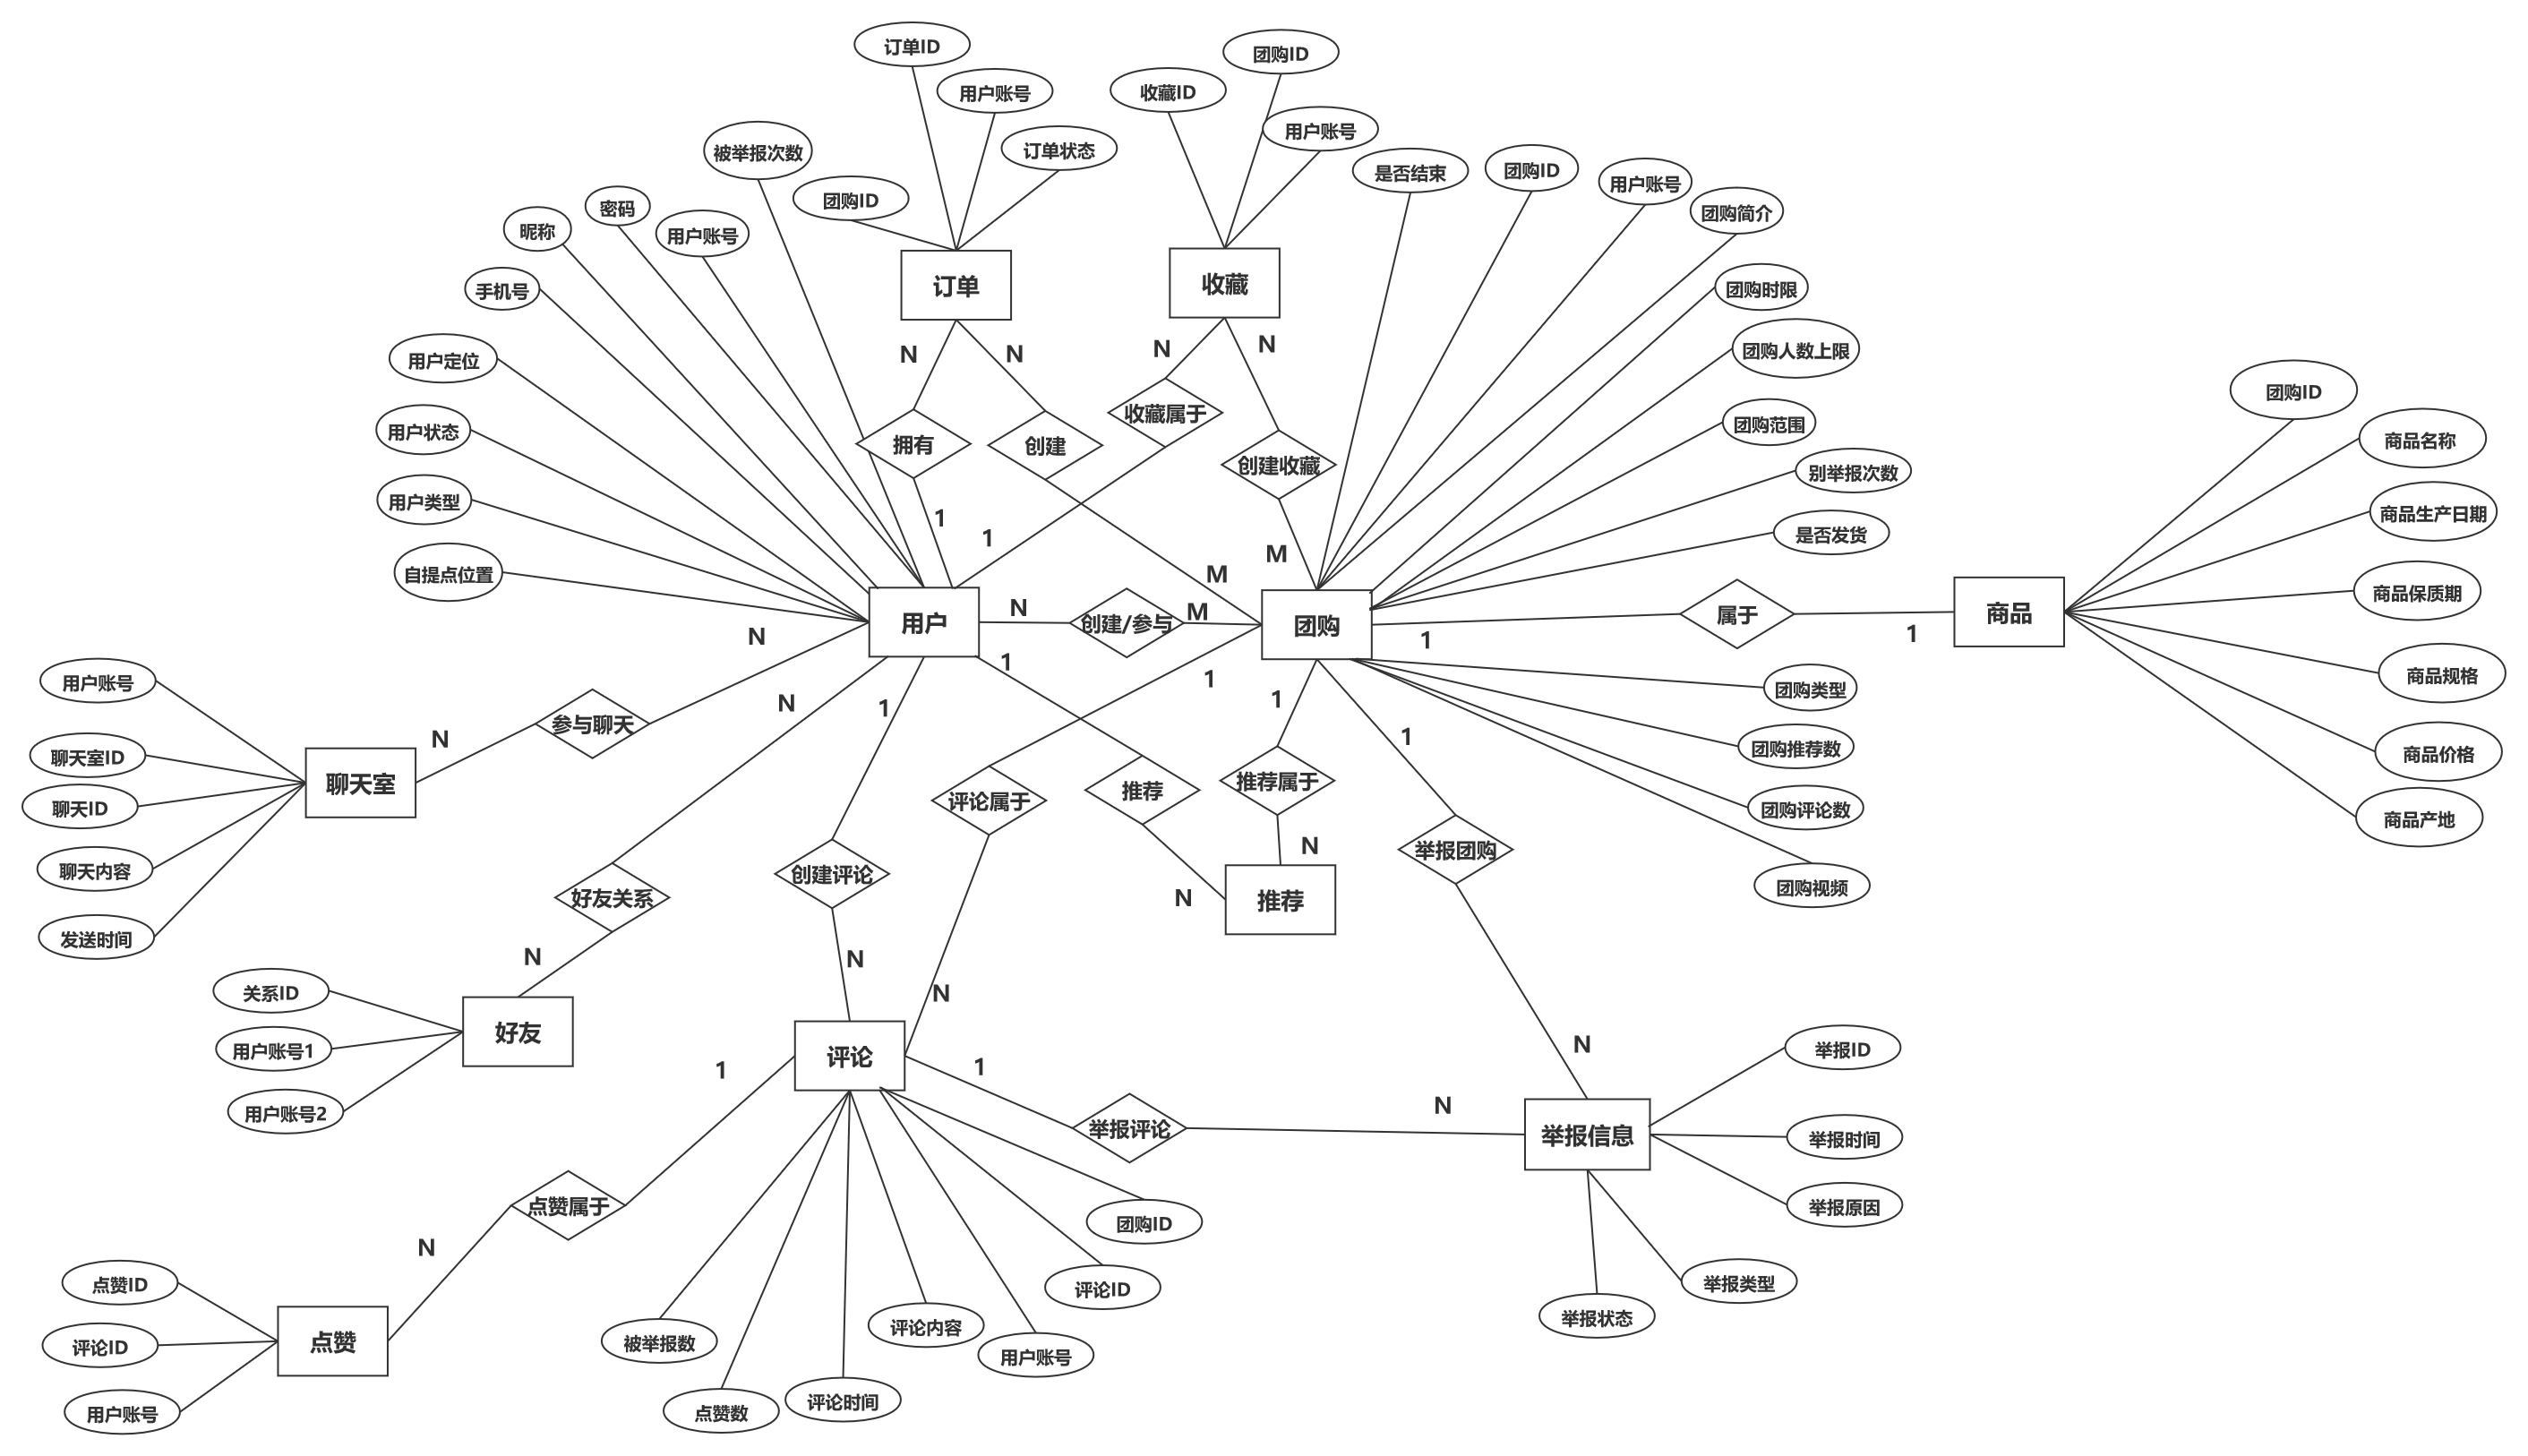 订单ID
团购ID
用户账号
收藏ID
用户账号
订单状态
被举报次数
团购ID
是否结束
团购ID
用户账号
团购简介
昵称
密码
用户账号
手机号
订单
收藏
团购时限
用户定位
N
N
N
N
团购人数上限
团购ID
用户状态
收藏属于
团购范围
商品名称
拥有
创建
创建收藏
别举报次数
用户类型
1
1
M
是否发货
商品生产日期
自提点位置
M
商品保质期
用户
N
创建/参与
M
团购
1
属于
1
商品
N
1
1
用户账号
N
1
1
团购类型
商品规格
参与聊天
N
1
聊天室ID
团购推荐数
商品价格
聊天室
推荐
推荐属于
聊天ID
评论属于
团购评论数
商品产地
聊天内容
创建评论
N
举报团购
好友关系
N
推荐
团购视频
发送时间
N
N
关系ID
N
好友
用户账号1
评论
N
举报ID
用户账号2
1
1
举报评论
N
举报信息
举报时间
点赞属于
团购ID
举报原因
N
点赞ID
评论ID
举报类型
点赞
评论ID
被举报数
评论内容
用户账号
举报状态
用户账号
点赞数
评论时间